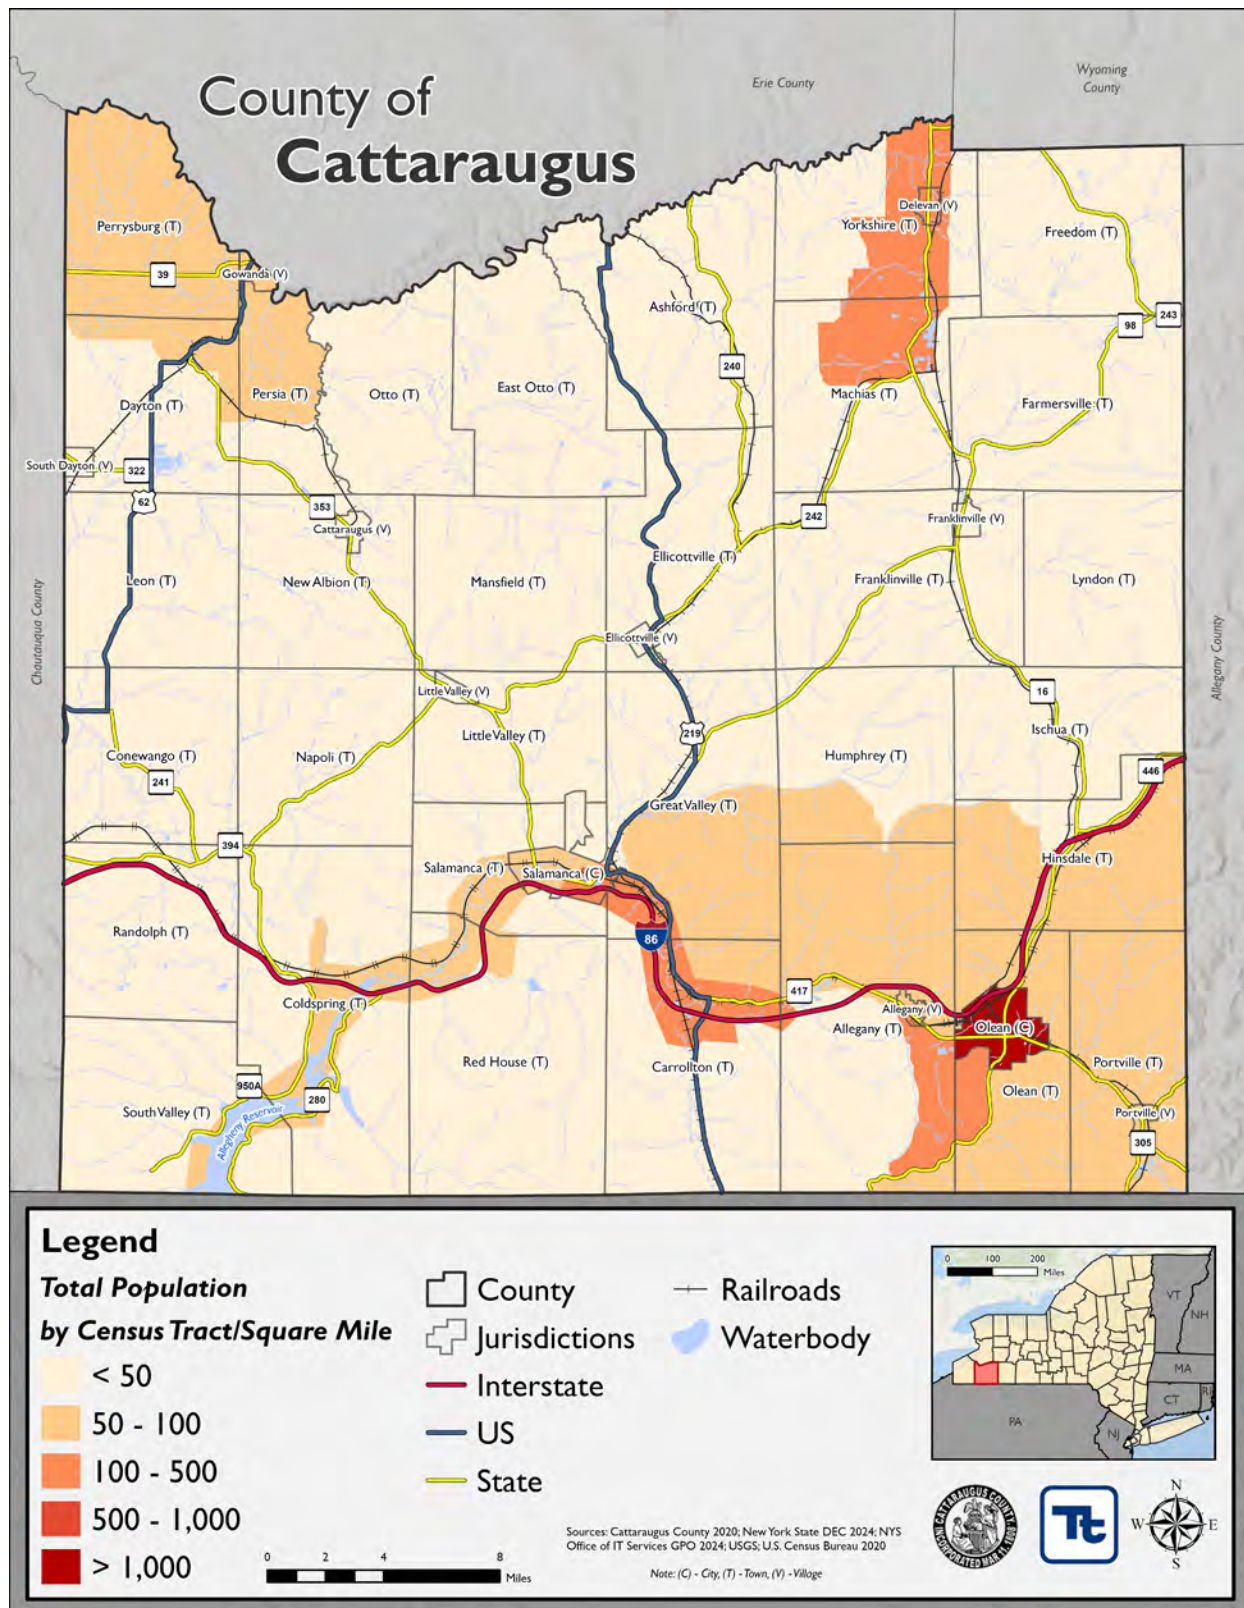 County of
Cattaraugus
Erie County
Wyoming
County
Perrysburg (T)
Delevan (V)
Yorkshire (T)
Freedom (T)
39
Gowanda (V)
Ashford (T)
98
243
240
Dayton (T)
Persia (T)
Otto (T)
East Otto (T)
Machias (T)
Farmersville (T)
South Dayton (V)
322
62
353
Cattaraugus (V)
242
Franklinville (V)
Ellicottville (T)
Leon (T)
New Albion (T)
Mansfield (T)
Franklinville (T)
Lyndon (T)
Chautauqua County
Allegany County
Ellicottville (V)
Little Valley (V)
16
Little Valley (T)
219
Ischua (T)
Conewango (T)
Napoli (T)
Humphrey (T)
241
446
Great Valley (T)
394
Hinsdale (T)
Salamanca (T)
Salamanca (C)
Randolph (T)
86
Coldspring (T)
417
Allegany (V)
Allegany (T)
Olean (C)
Red House (T)
Carrollton (T)
Portville (T)
950A
280
Olean (T)
South Valley (T)
Allegheny Reservoir
Portville (V)
305
Legend
Total Population
by Census Tract/Square Mile
< 50
50 - 100
100 - 500
500 - 1,000
> 1,000
County
Jurisdictions
Interstate
US
State
Railroads
Waterbody
0 2 4 8
Miles
Sources: Cattaraugus County 2020; New York State DEC 2024; NYS
Office of IT Services GPO 2024; USGS; U.S. Census Bureau 2020
Note: (C) - City, (T) - Town, (V) - Village
0 100 200
Miles
VT
NH
MA
CT
RI
PA
NJ
CATTARAUGUS COUNTY,
INCORPORATED MAR 11, 1808
Tt
N
W
E
S